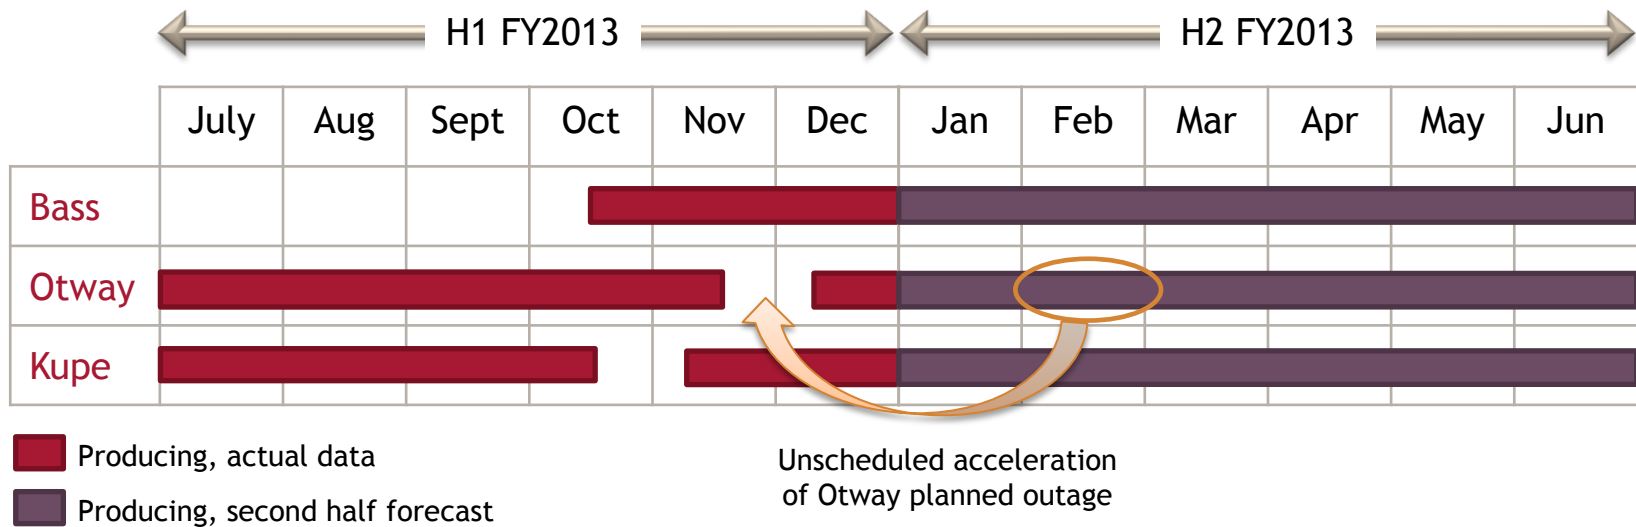 H1 FY2013 H2 FY2013
July Aug Sept Oct Nov Dec Jan Feb Mar Apr May Jun
Bass
Otway
Kupe
Producing, actual data
Producing, second half forecast
Unscheduled acceleration
of Otway planned outage